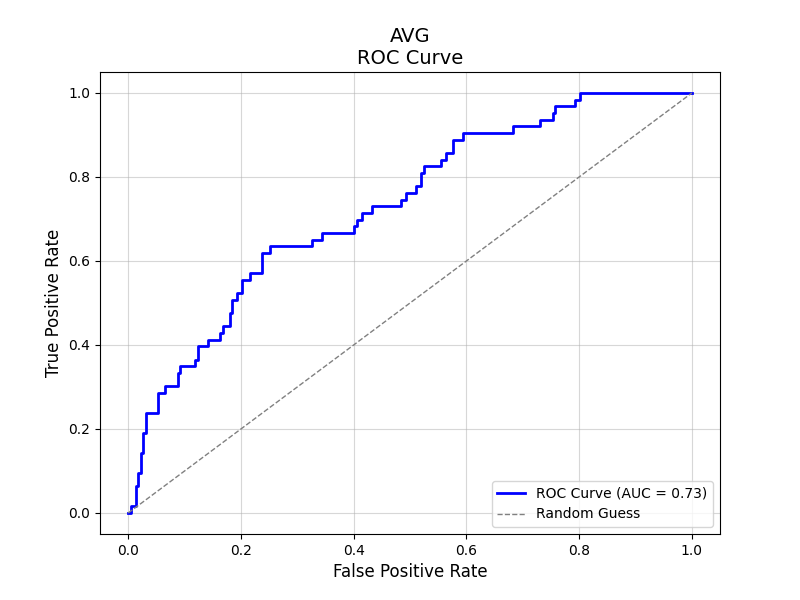 AVG
ROC Curve
1.0
0.8
0.6
0.4
0.2
0.0
True Positive Rate
0.0 0.2 0.4 0.6 0.8 1.0
False Positive Rate
ROC Curve (AUC = 0.73)
Random Guess